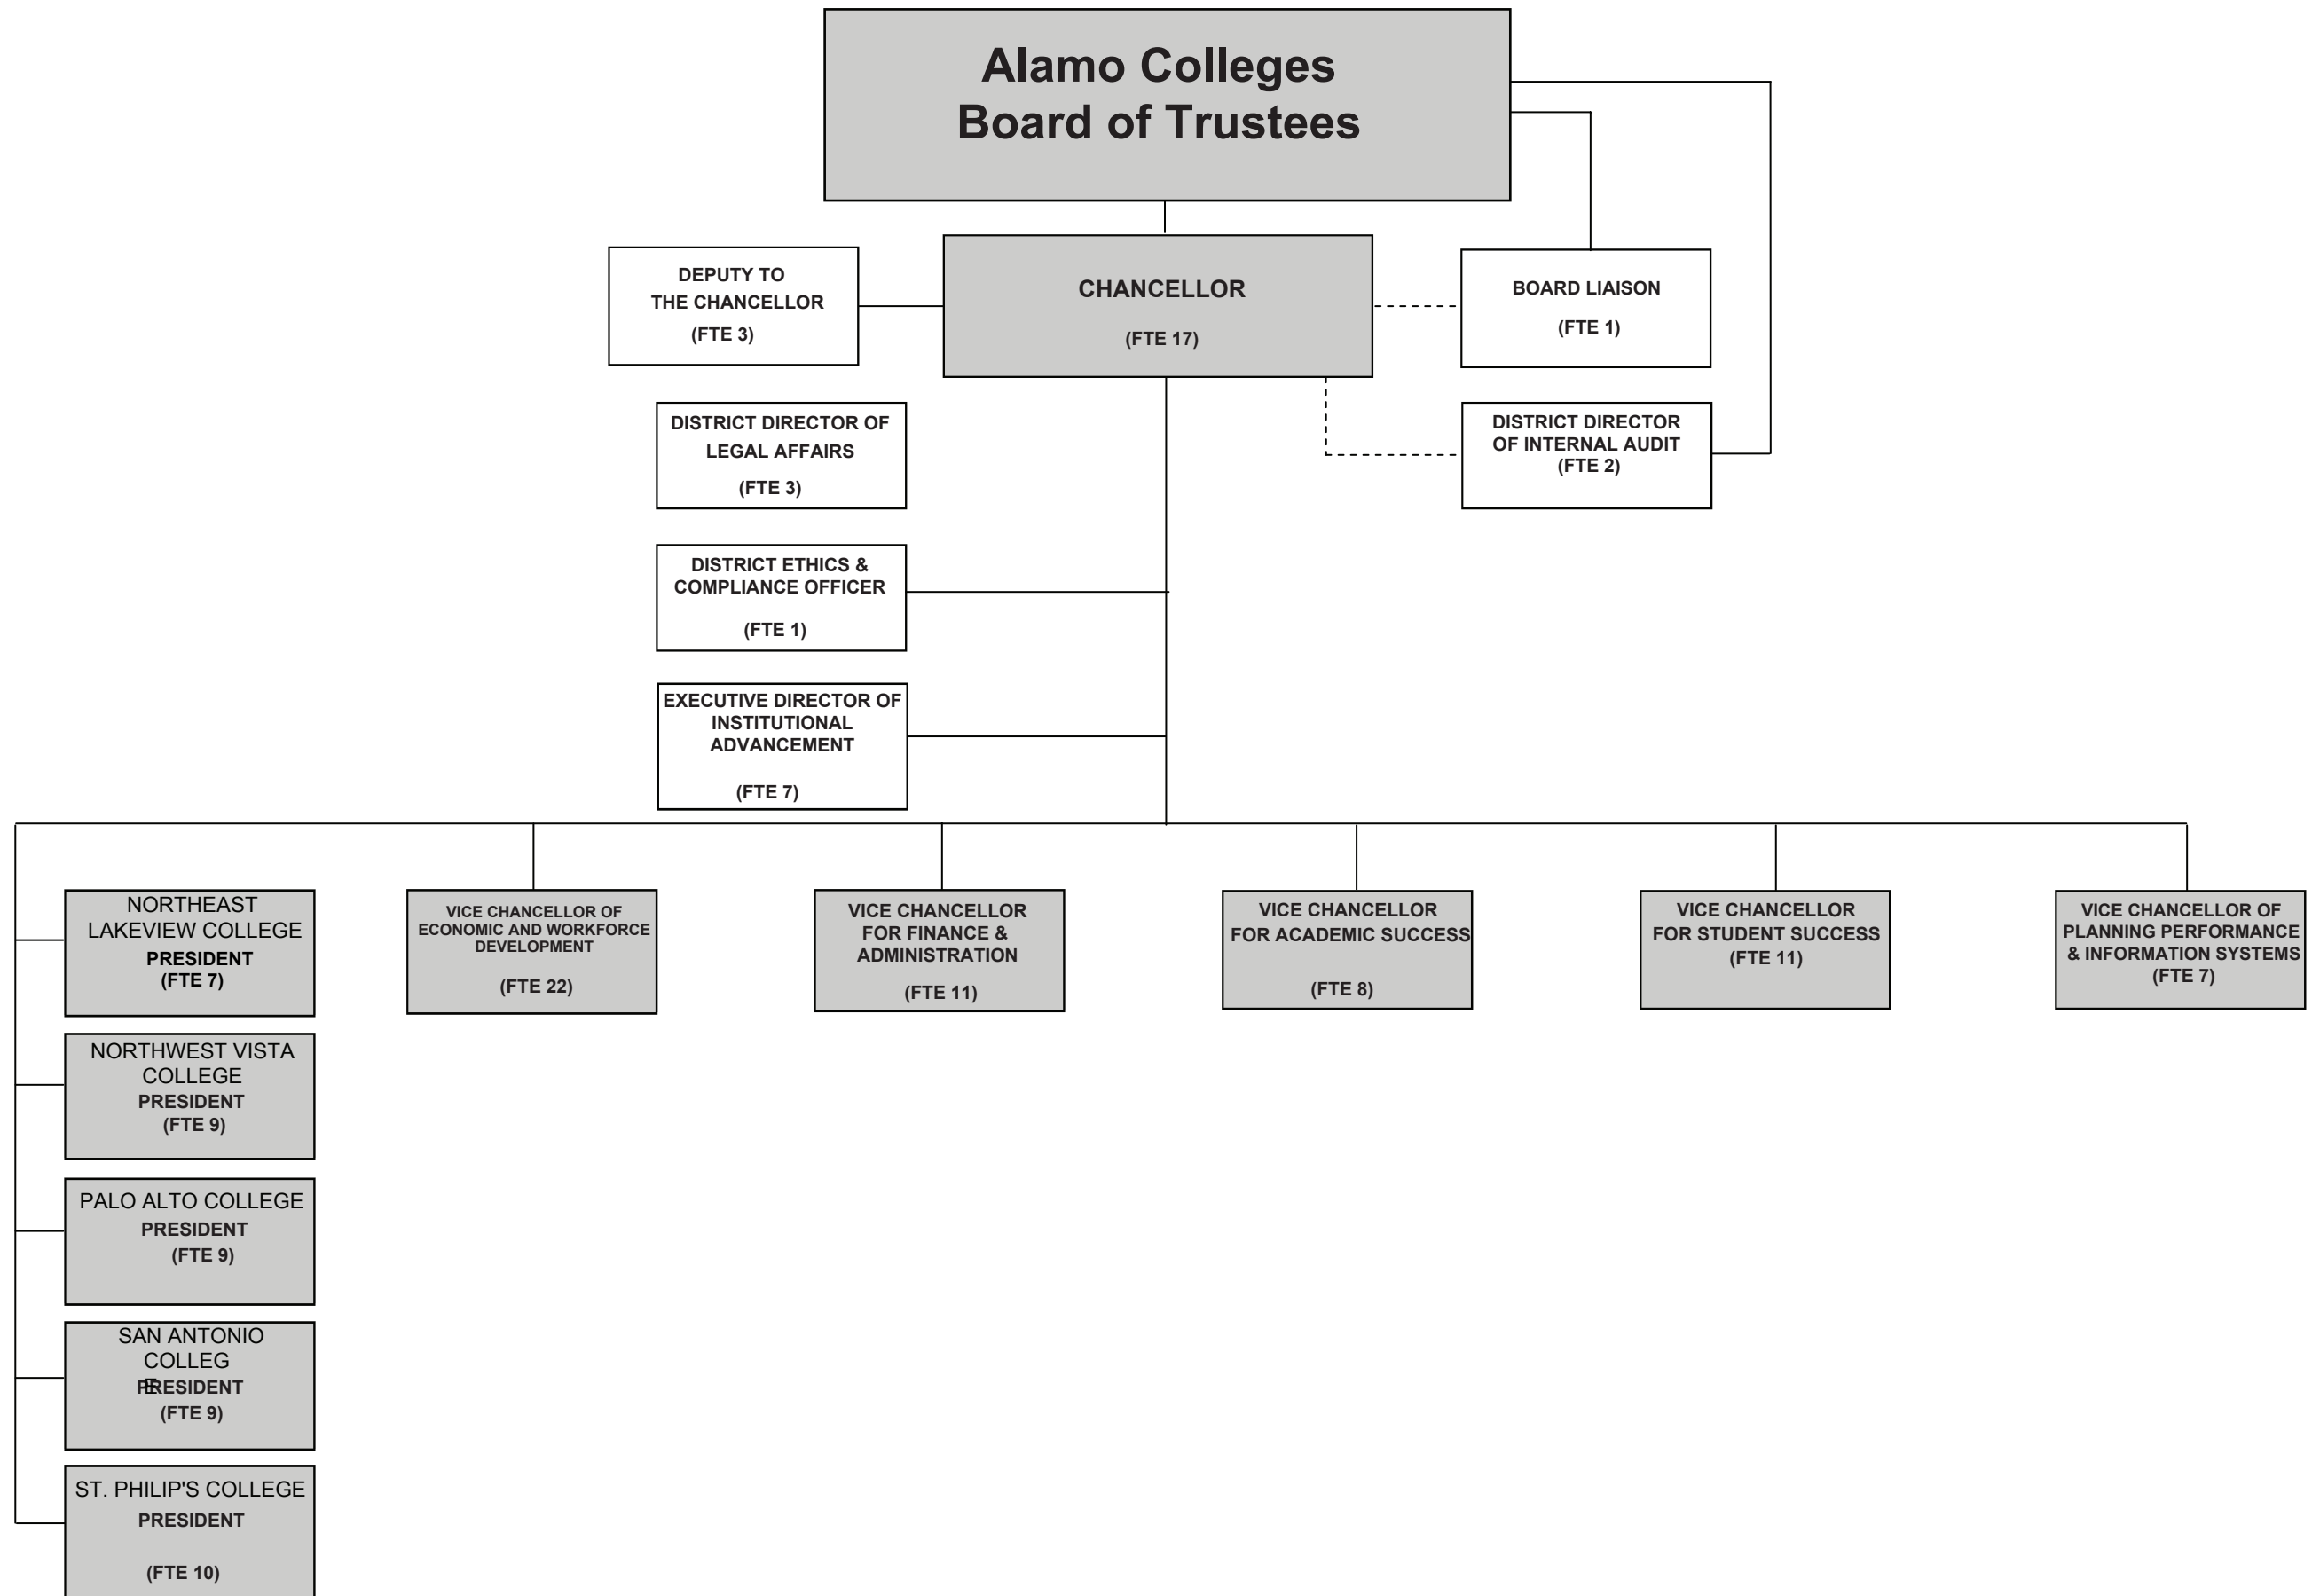 Alamo Colleges
Board of Trustees
DEPUTY TO
THE CHANCELLOR
(FTE 3)
CHANCELLOR
(FTE 17)
BOARD LIAISON
(FTE 1)
DISTRICT DIRECTOR OF
LEGAL AFFAIRS
(FTE 3)
DISTRICT DIRECTOR
OF INTERNAL AUDIT
(FTE 2)
DISTRICT ETHICS &
COMPLIANCE OFFICER
(FTE 1)
EXECUTIVE DIRECTOR OF
INSTITUTIONAL
ADVANCEMENT
(FTE 7)
NORTHEAST
LAKEVIEW COLLEGE
PRESIDENT
(FTE 7)
VICE CHANCELLOR OF
ECONOMIC AND WORKFORCE
DEVELOPMENT
(FTE 22)
VICE CHANCELLOR
FOR FINANCE &
ADMINISTRATION
(FTE 11)
VICE CHANCELLOR
FOR ACADEMIC SUCCESS
(FTE 8)
VICE CHANCELLOR
FOR STUDENT SUCCESS
(FTE 11)
VICE CHANCELLOR OF
PLANNING PERFORMANCE
& INFORMATION SYSTEMS
(FTE 7)
NORTHWEST VISTA
COLLEGE
PRESIDENT
(FTE 9)
PALO ALTO COLLEGE
PRESIDENT
(FTE 9)
SAN ANTONIO
COLLEG
E
PRESIDENT
(FTE 9)
ST. PHILIP'S COLLEGE
PRESIDENT
(FTE 10)